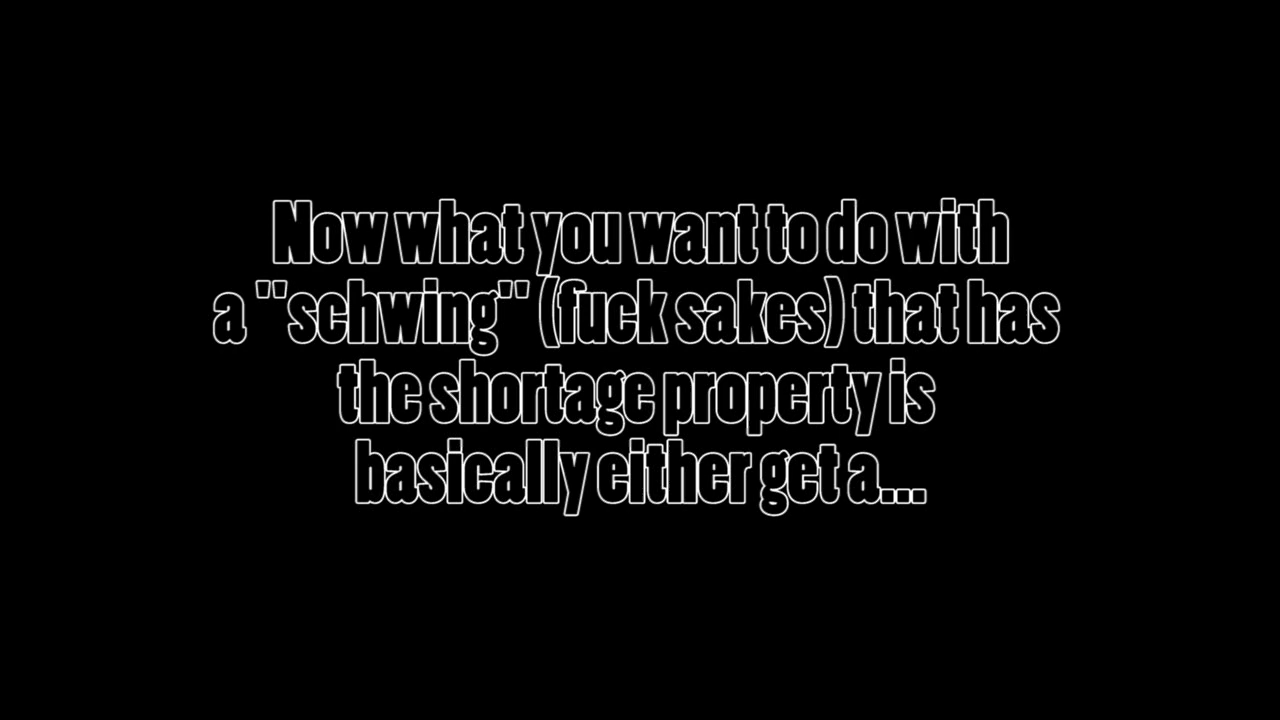 Now what you want to do with
a "schwing" (fuck sakes) that has
the shortage property is
basically either get a...